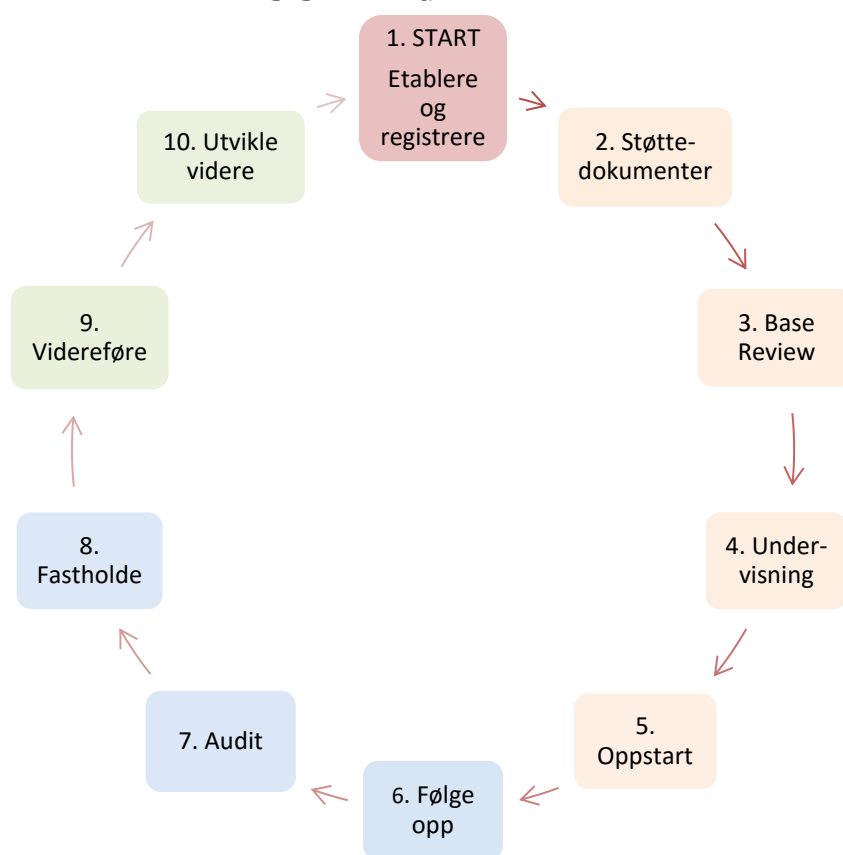 1. START
Etablere
og
registrere
2. Støtte-
dokumenter
3. Base
Review
4. Under-
visning
5.
Oppstart
6. Følge
opp
7. Audit
8.
Fastholde
9.
Videreføre
10. Utvikle
videre